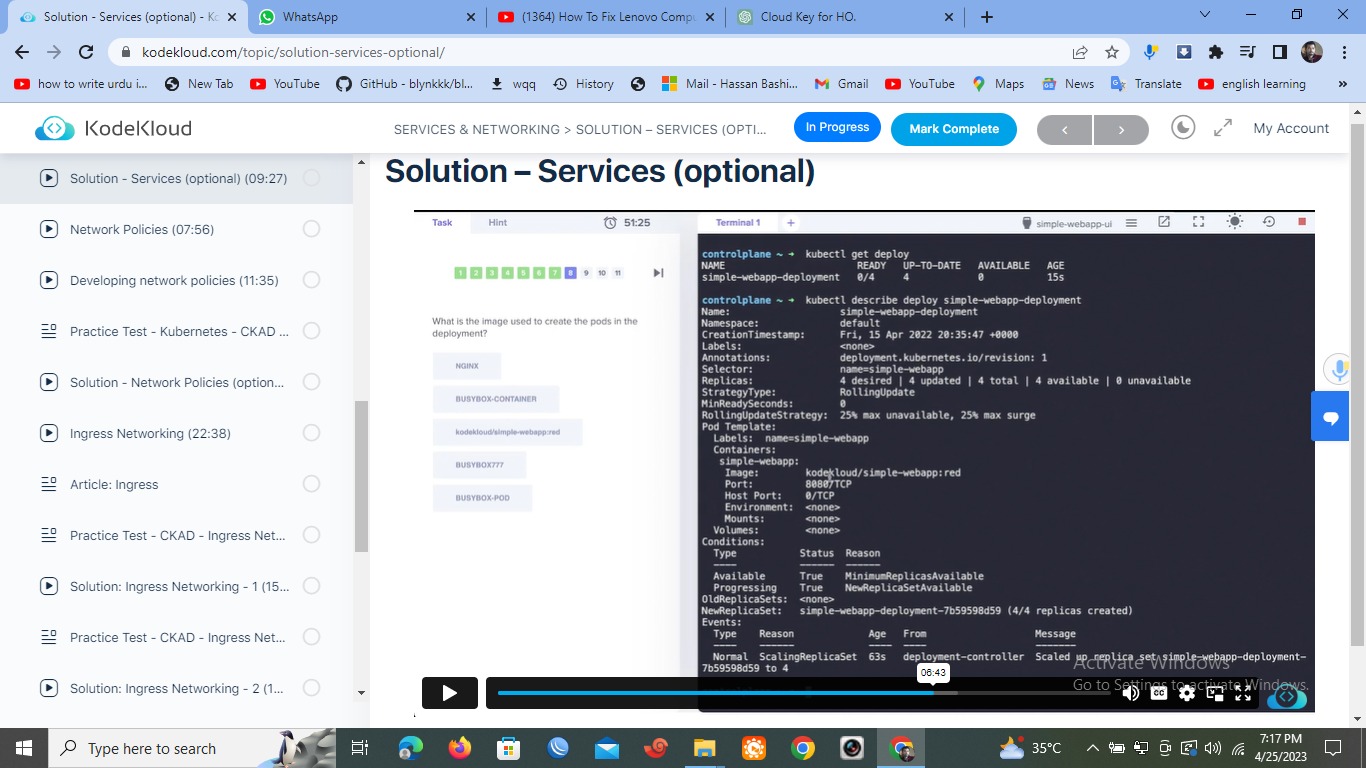 Solution - Services (optional) - Ko
WhatsApp
(1364) How To Fix Lenovo Compu
Cloud Key for HO.
kodekloud.com/topic/solution-services-optional/
how to write urdu i...
New Tab
YouTube
GitHub - blynkkk/bl...
wqq
History
Mail - Hassan Bashi...
Gmail
YouTube
Maps
News
Translate
english learning
»
KodeKloud
SERVICES & NETWORKING > SOLUTION – SERVICES (OPTI...
In Progress
Mark Complete
<
>
My Account
Solution - Services (optional) (09:27)
Network Policies (07:56)
Developing network policies (11:35)
Practice Test - Kubernetes - CKAD ...
Solution - Network Policies (option...
Ingress Networking (22:38)
Article: Ingress
Practice Test - CKAD - Ingress Net...
Solution: Ingress Networking - 1 (15...
Practice Test - CKAD - Ingress Net...
Solution: Ingress Networking - 2 (1...
Solution – Services (optional)
Task
Hint
51:25
1 2 3 4 5 6 7 8 9 10 11
What is the image used to create the pods in the
deployment?
NGINX
BUSYBOX-CONTAINER
kodekloud/simple-webapp:red
BUSYBOX777
BUSYBOX-POD
Terminal 1
+
simple-webapp-ui
controlplane ~ ➜ kubectl get deploy
NAME READY UP-TO-DATE AVAILABLE AGE
simple-webapp-deployment 0/4 4 0 15s
controlplane ~ ➜ kubectl describe deploy simple-webapp-deployment
Name: simple-webapp-deployment
Namespace: default
CreationTimestamp: Fri, 15 Apr 2022 20:35:47 +0000
Labels: <none>
Annotations: deployment.kubernetes.io/revision: 1
Selector: name=simple-webapp
Replicas: 4 desired | 4 updated | 4 total | 4 available | 0 unavailable
StrategyType: RollingUpdate
MinReadySeconds: 0
RollingUpdateStrategy: 25% max unavailable, 25% max surge
Pod Template:
Labels: name=simple-webapp
Containers:
simple-webapp:
Image: kodekloud/simple-webapp:red
Port: 8080/TCP
Host Port: 0/TCP
Environment: <none>
Mounts: <none>
Volumes: <none>
Conditions:
Type Status Reason
---- ------ ------
Available True MinimumReplicasAvailable
Progressing True NewReplicaSetAvailable
OldReplicaSets: <none>
NewReplicaSet: simple-webapp-deployment-7b59598d59 (4/4 replicas created)
Events:
Type Reason Age From Message
---- ------ ---- ---- -------
Normal ScalingReplicaSet 63s deployment-controller Scaled up replica set simple-webapp-deployment-
7b59598d59 to 4
06:43
CC
Activate Windows
Go to Settings to activate Windows.
Type here to search
35°C
7:17 PM
4/25/2023